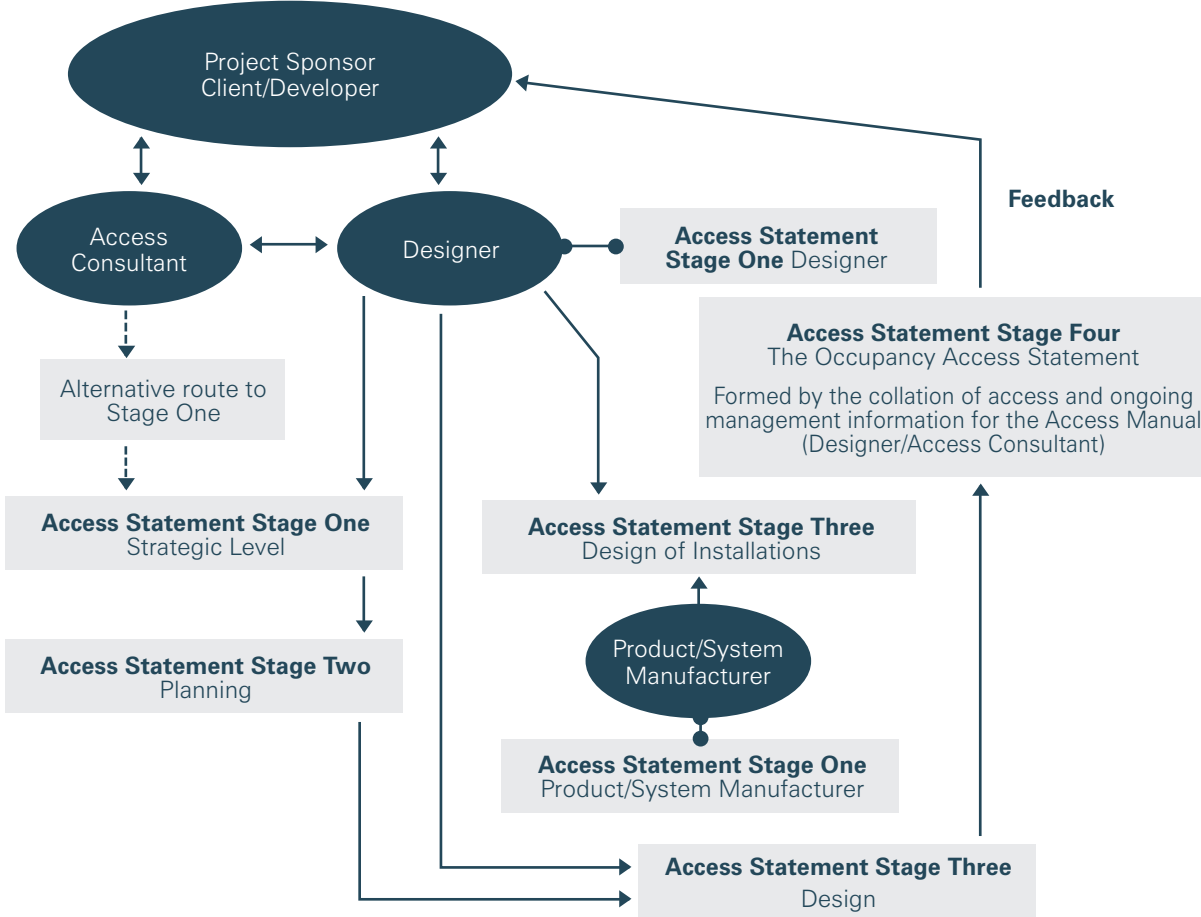 Project Sponsor
Client/Developer
Feedback
Access
Consultant
Designer
Access Statement
Stage One Designer
Access Statement Stage Four
The Occupancy Access Statement
Formed by the collation of access and ongoing
management information for the Access Manual
(Designer/Access Consultant)
Alternative route to
Stage One
Access Statement Stage One
Strategic Level
Access Statement Stage Three
Design of Installations
Access Statement Stage Two
Planning
Product/System
Manufacturer
Access Statement Stage One
Product/System Manufacturer
Access Statement Stage Three
Design